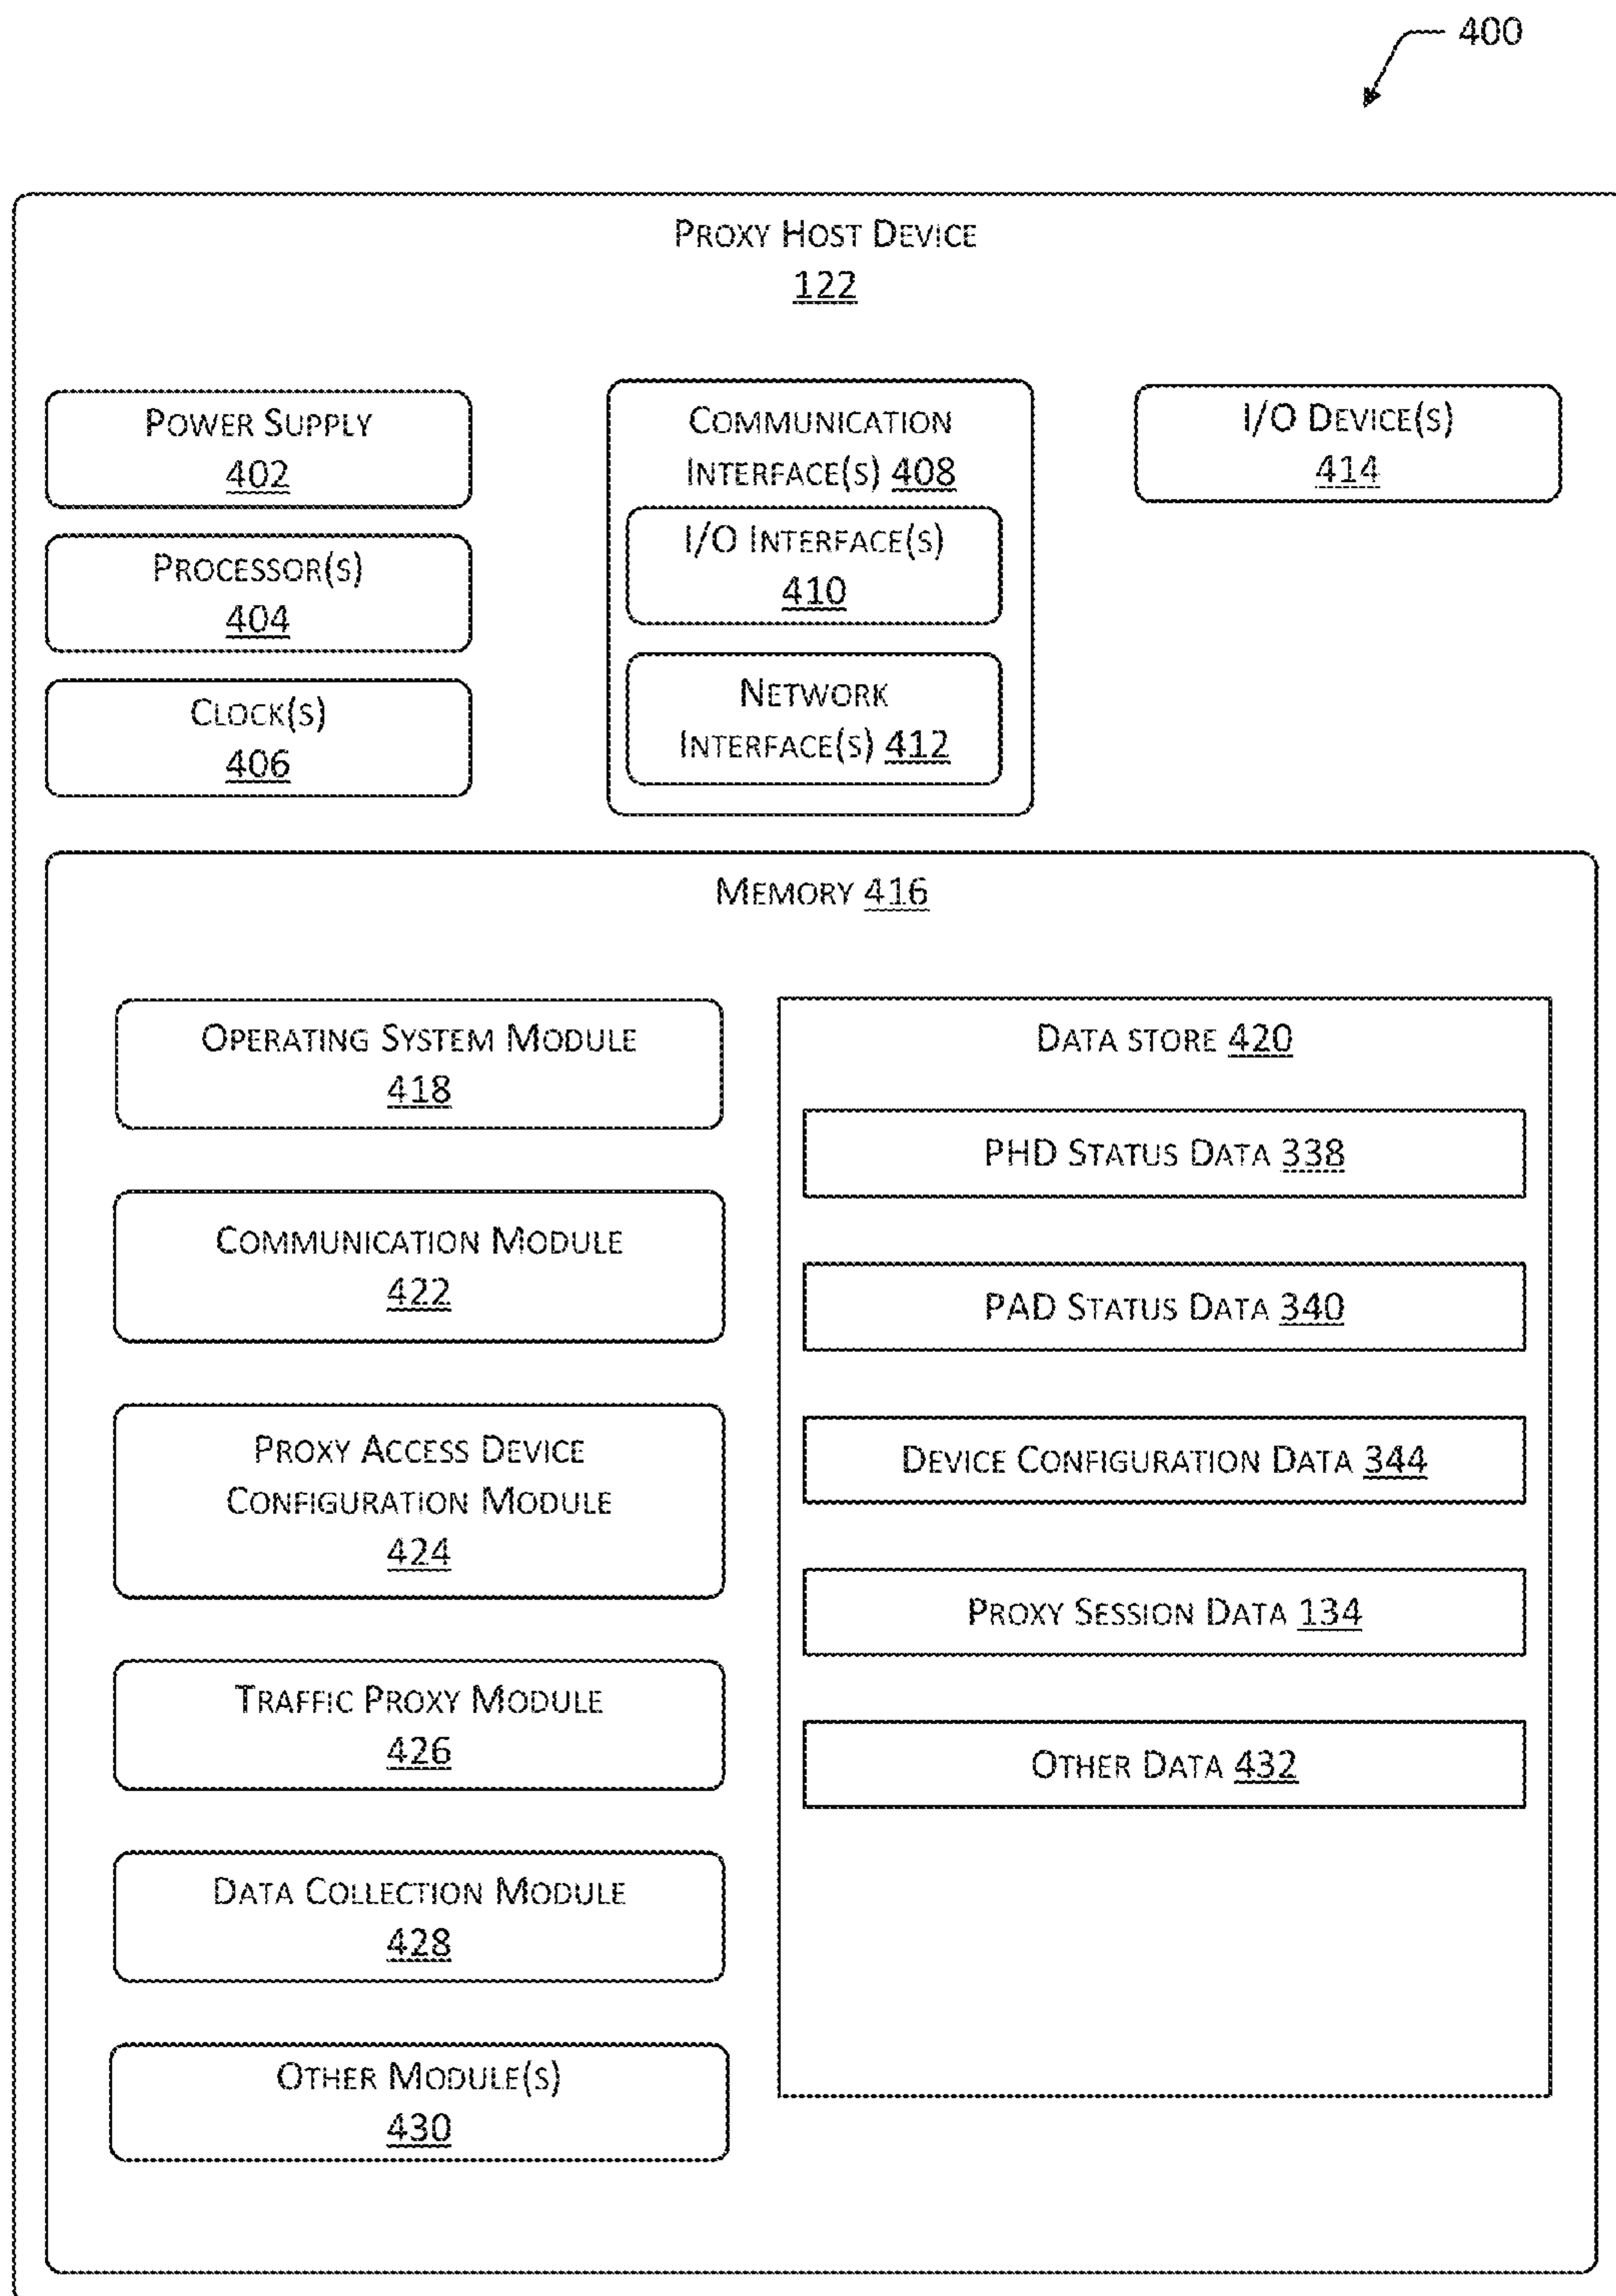 400
PROXY HOST DEVICE
122
POWER SUPPLY
402
PROCESSOR(S)
404
CLOCK(S)
406
COMMUNICATION
INTERFACE(S) 408
I/O INTERFACE(S)
410
NETWORK
INTERFACE(S) 412
I/O DEVICE(S)
414
MEMORY 416
OPERATING SYSTEM MODULE
418
COMMUNICATION MODULE
422
PROXY ACCESS DEVICE
CONFIGURATION MODULE
424
TRAFFIC PROXY MODULE
426
DATA COLLECTION MODULE
428
OTHER MODULE(S)
430
DATA STORE 420
PHD STATUS DATA 338
PAD STATUS DATA 340
DEVICE CONFIGURATION DATA 344
PROXY SESSION DATA 134
OTHER DATA 432